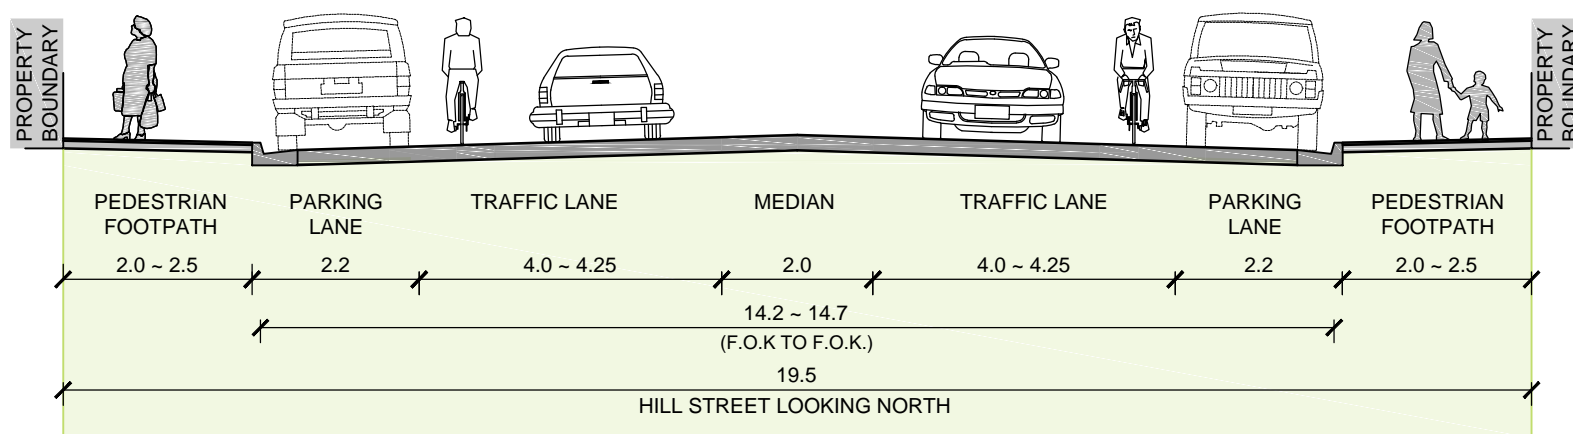 PROPERTY
BOUNDARY
PROPERTY
BOUNDARY
PEDESTRIAN
FOOTPATH
PARKING
LANE
TRAFFIC LANE
MEDIAN
TRAFFIC LANE
PARKING
LANE
PEDESTRIAN
FOOTPATH
2.0 ~ 2.5
2.2
4.0 ~ 4.25
2.0
4.0 ~ 4.25
2.2
2.0 ~ 2.5
14.2 ~ 14.7
(F.O.K TO F.O.K.)
19.5
HILL STREET LOOKING NORTH